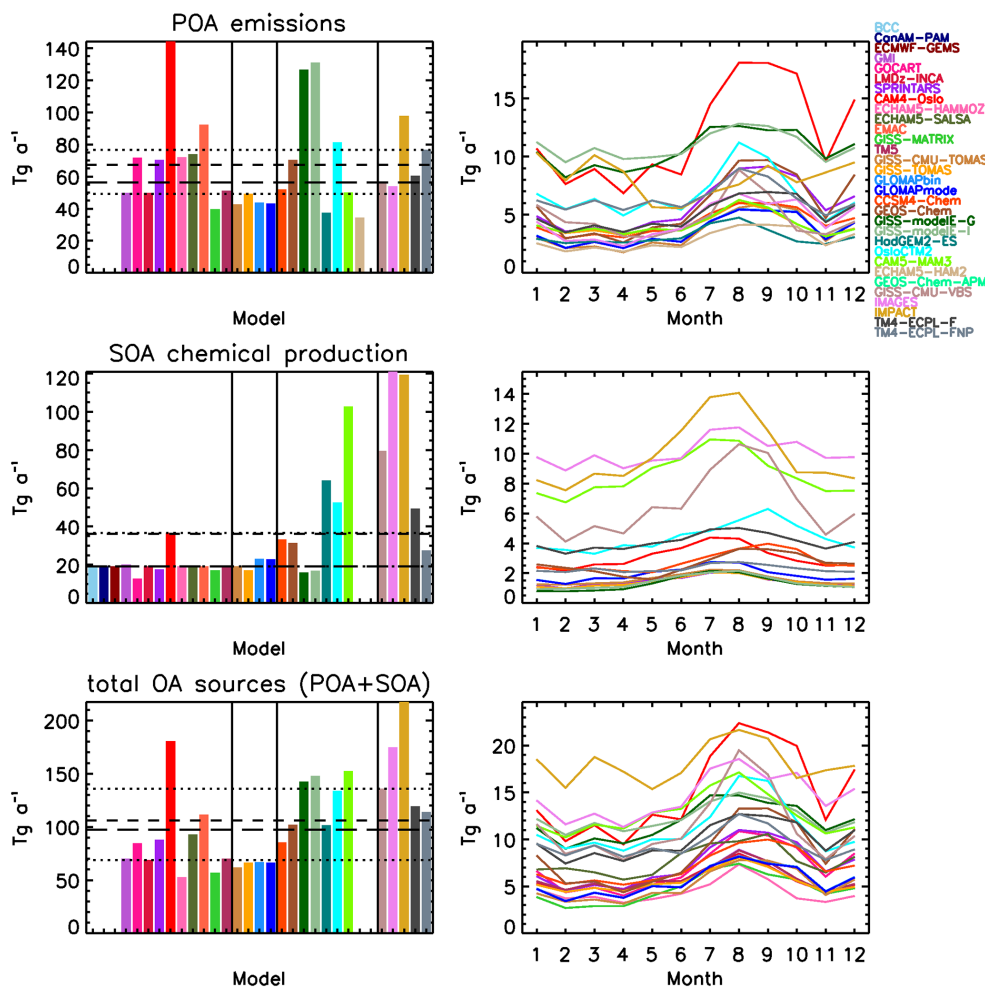 POA emissions
140
120
100
80
60
40
20
0
Tg a⁻¹
Model
15
10
5
0
Tg a⁻¹
1 2 3 4 5 6 7 8 9 10 11 12
Month
BCC
CanAM-PAM
ECMWF-GEMS
GMI
GOCART
LMDz-INCA
SPRINTARS
CAM4-Oslo
ECHAM5-HAMMOZ
ECHAM5-SALSA
EMAC
GISS-MATRIX
TM5
GISS-CMU-TOMAS
GISS-TOMAS
GLOMAPbin
GLOMAPmode
CCSM4-Chem
GEOS-Chem
GISS-modelE-G
GISS-modelE-I
HadGEM2-ES
OsloCTM2
CAM5-MAM3
ECHAM5-HAM2
GEOS-Chem-APM
GISS-CMU-VBS
IMAGES
IMPACT
TM4-ECPL-F
TM4-ECPL-FNP
SOA chemical production
120
100
80
60
40
20
0
Tg a⁻¹
Model
14
12
10
8
6
4
2
0
Tg a⁻¹
1 2 3 4 5 6 7 8 9 10 11 12
Month
total OA sources (POA+SOA)
200
150
100
50
0
Tg a⁻¹
Model
20
15
10
5
0
Tg a⁻¹
1 2 3 4 5 6 7 8 9 10 11 12
Month